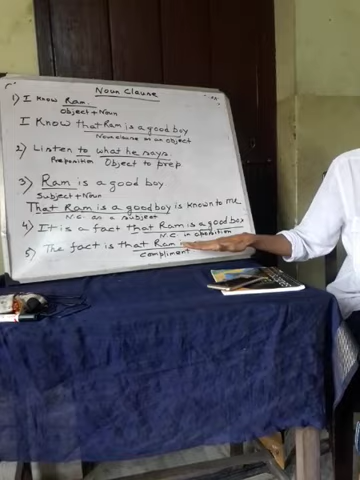 Noun Clause
1) I know Ram.
Object + Noun
I know that Ram is a good boy
Noun clause as an object
2) Listen to what he says.
Preposition Object to prep
3) Ram is a good boy
Subject + Noun
That Ram is a good boy is known to me
N.C. as a subject
4) It is a fact that Ram is a good boy
N.C. in apposition
5) The fact is that Ram is
compliment